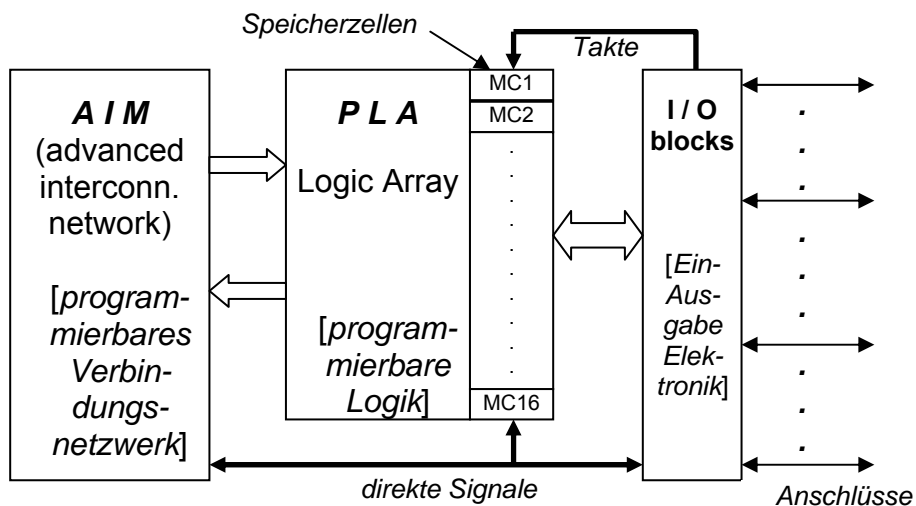 Speicherzellen
Takte
A I M
(advanced
interconn.
network)
[program-
mierbares
Verbin-
dungs-
netzwerk]
P L A
Logic Array
[program-
mierbare
Logik]
MC1
MC2
MC16
I / O
blocks
[Ein-
Aus-
gabe
Elek-
tronik]
direkte Signale
Anschlüsse